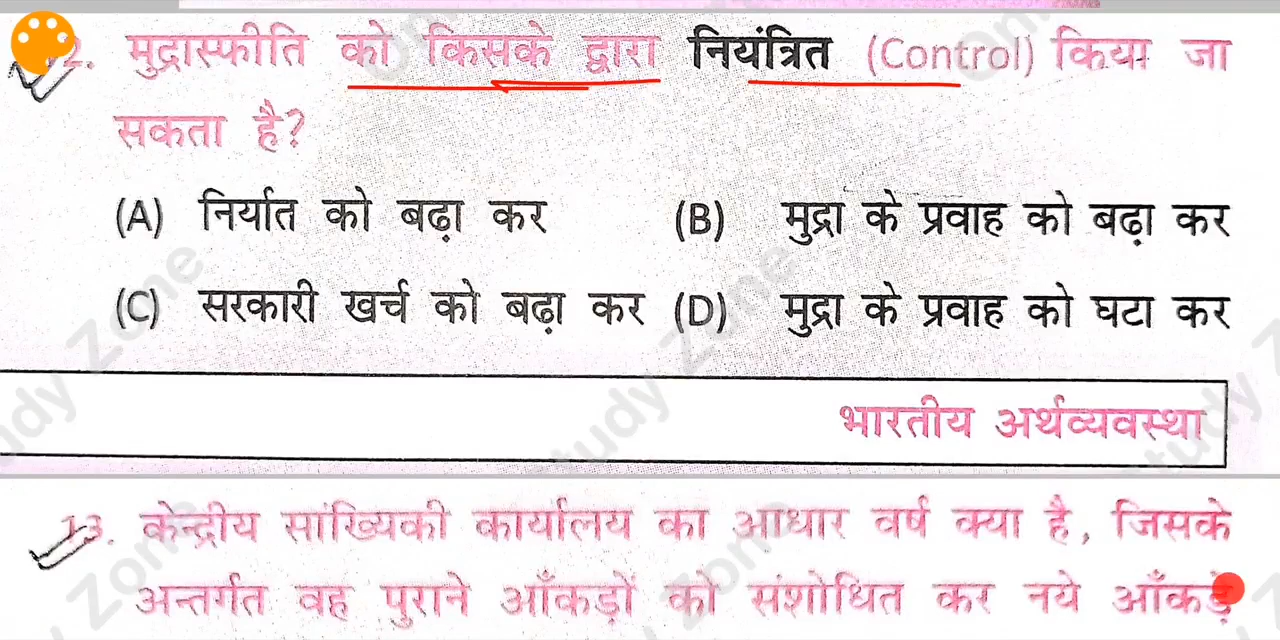 12. मुद्रास्फीति को किसके द्वारा नियंत्रित (Control) किया जा
सकता है?
(A) निर्यात को बढ़ा कर (B) मुद्रा के प्रवाह को बढ़ा कर
(C) सरकारी खर्च को बढ़ा कर (D) मुद्रा के प्रवाह को घटा कर
भारतीय अर्थव्यवस्था
13. केन्द्रीय सांख्यिकी कार्यालय का आधार वर्ष क्या है, जिसके
अन्तर्गत वह पुराने आँकड़ों को संशोधित कर नये आँकड़े